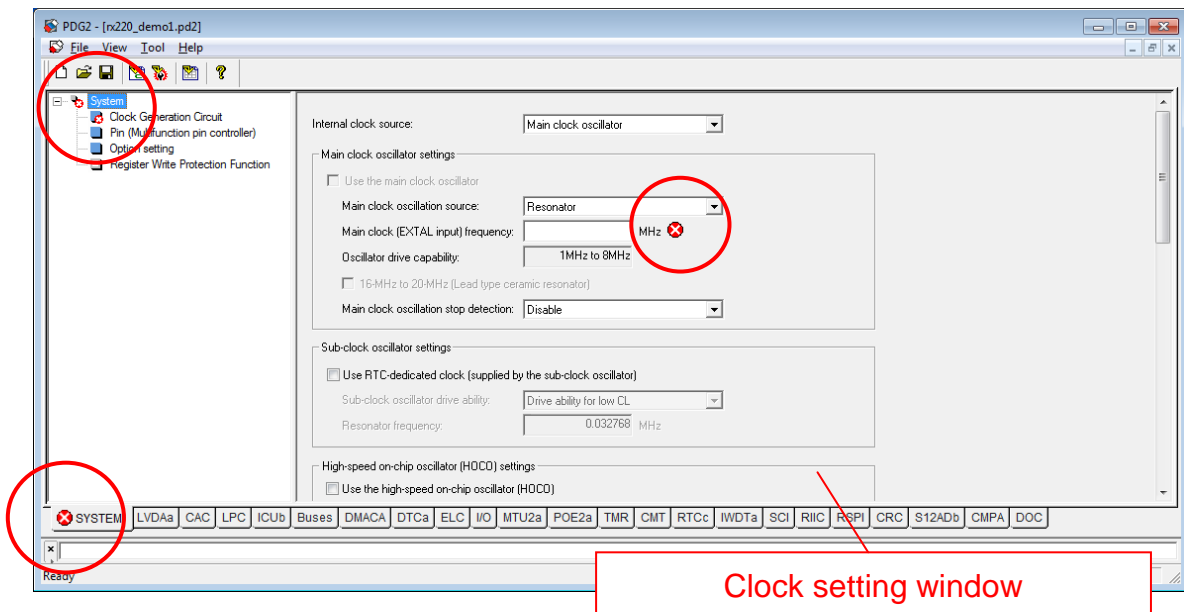 PDG2 - [rx220_demo1.pd2]
File View Tool Help
System
Clock Generation Circuit
Pin (Multifunction pin controller)
Option setting
Register Write Protection Function
Internal clock source: Main clock oscillator
Main clock oscillator settings
Use the main clock oscillator
Main clock oscillation source: Resonator
Main clock (EXTAL input) frequency: MHz
Oscillator drive capability: 1MHz to 8MHz
16-MHz to 20-MHz (Lead type ceramic resonator)
Main clock oscillation stop detection: Disable
Sub-clock oscillator settings
Use RTC-dedicated clock (supplied by the sub-clock oscillator)
Sub-clock oscillator drive ability: Drive ability for low CL
Resonator frequency: 0.032768 MHz
High-speed on-chip oscillator (HOCO) settings
Use the high-speed on-chip oscillator (HOCO)
SYSTEM LVDAa CAC LPC ICUb Buses DMACA DTCa ELC I/O MTU2a POE2a TMR CMT RTCc IWDTa SCI RIIC RSPI CRC S12ADb CMPA DOC
Ready
Clock setting window